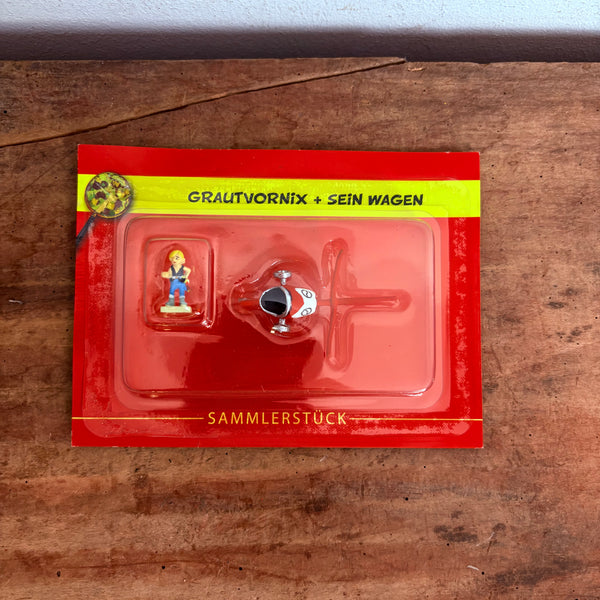 GRAUTVORNIX + SEIN WAGEN
SAMMLERSTÜCK